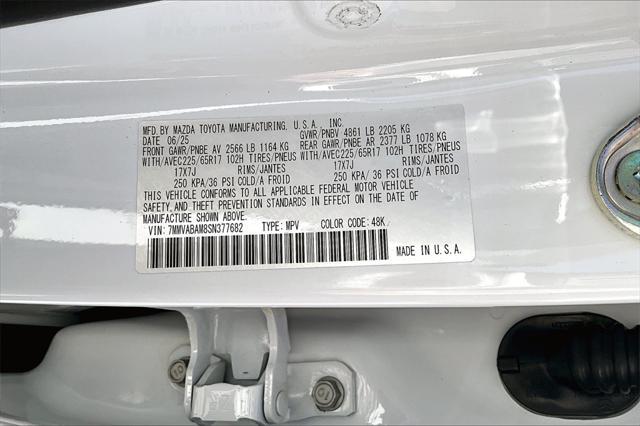 MFD. BY MAZDA TOYOTA MANUFACTURING, U.S.A., INC.
DATE 06/25 GVWR/PNBV 4861 LB 2205 KG
FRONT GAWR/PNBE AV 2566 LB 1164 KG REAR GAWR/PNBE AR 2377 LB 1078 KG
WITH/AVEC225/65R17 102H TIRES/PNEUS WITH/AVEC225/65R17 102H TIRES/PNEUS
17X7J RIMS/JANTES 17X7J RIMS/JANTES
250 KPA/36 PSI COLD/A FROID 250 KPA/36 PSI COLD/A FROID
THIS VEHICLE CONFORMS TO ALL APPLICABLE FEDERAL MOTOR VEHICLE
SAFETY, AND THEFT PREVENTION STANDARDS IN EFFECT ON THE DATE OF
MANUFACTURE SHOWN ABOVE.
VIN: 7MMVABAM8SN377682 TYPE: MPV COLOR CODE: 48K
MADE IN U.S.A.